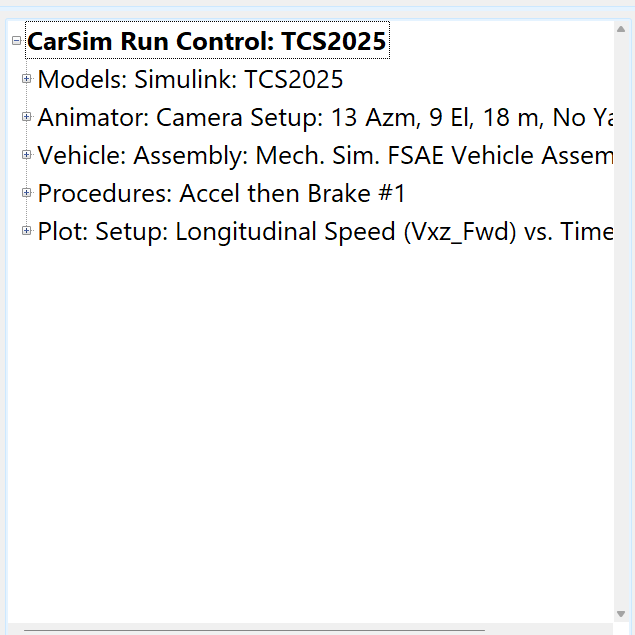 CarSim Run Control: TCS2025
Models: Simulink: TCS2025
Animator: Camera Setup: 13 Azm, 9 El, 18 m, No Ya
Vehicle: Assembly: Mech. Sim. FSAE Vehicle Assem
Procedures: Accel then Brake #1
Plot: Setup: Longitudinal Speed (Vxz_Fwd) vs. Time